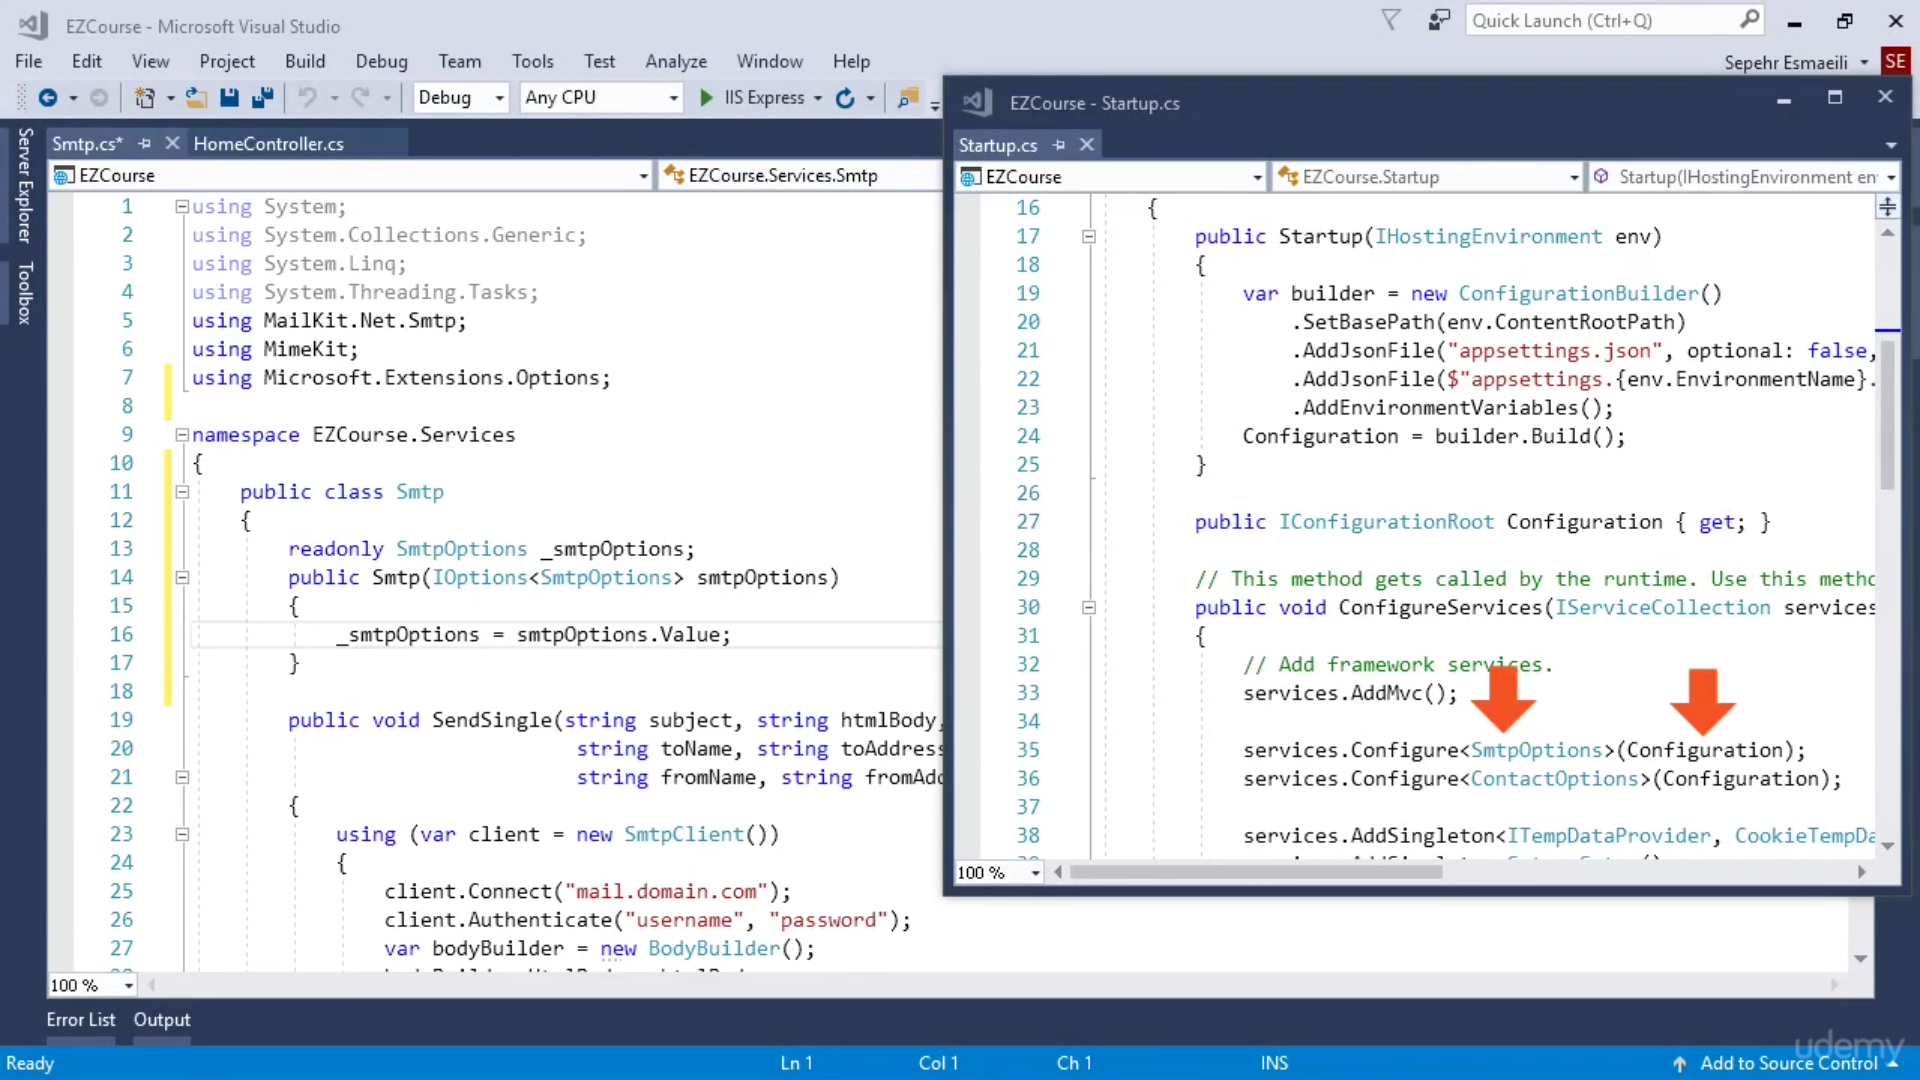 EZCourse - Microsoft Visual Studio
Quick Launch (Ctrl+Q)
File Edit View Project Build Debug Team Tools Test Analyze Window Help
Sepehr Esmaeili SE
Debug Any CPU IIS Express
Server Explorer
Toolbox
Smtp.cs* HomeController.cs
EZCourse EZCourse.Services.Smtp
1 using System;
2 using System.Collections.Generic;
3 using System.Linq;
4 using System.Threading.Tasks;
5 using MailKit.Net.Smtp;
6 using MimeKit;
7 using Microsoft.Extensions.Options;
8
9 namespace EZCourse.Services
10 {
11 public class Smtp
12 {
13 readonly SmtpOptions _smtpOptions;
14 public Smtp(IOptions<SmtpOptions> smtpOptions)
15 {
16 _smtpOptions = smtpOptions.Value;
17 }
18
19 public void SendSingle(string subject, string htmlBody,
20 string toName, string toAddress
21 string fromName, string fromAdd
22 {
23 using (var client = new SmtpClient())
24 {
25 client.Connect("mail.domain.com");
26 client.Authenticate("username", "password");
27 var bodyBuilder = new BodyBuilder();
100 %
EZCourse - Startup.cs
Startup.cs
EZCourse EZCourse.Startup Startup(IHostingEnvironment en
16 {
17 public Startup(IHostingEnvironment env)
18 {
19 var builder = new ConfigurationBuilder()
20 .SetBasePath(env.ContentRootPath)
21 .AddJsonFile("appsettings.json", optional: false,
22 .AddJsonFile($"appsettings.{env.EnvironmentName}.
23 .AddEnvironmentVariables();
24 Configuration = builder.Build();
25 }
26
27 public IConfigurationRoot Configuration { get; }
28
29 // This method gets called by the runtime. Use this metho
30 public void ConfigureServices(IServiceCollection services
31 {
32 // Add framework services.
33 services.AddMvc();
34
35 services.Configure<SmtpOptions>(Configuration);
36 services.Configure<ContactOptions>(Configuration);
37
38 services.AddSingleton<ITempDataProvider, CookieTempDa
100 %
Error List Output
Ready Ln 1 Col 1 Ch 1 INS Add to Source Control
udemy